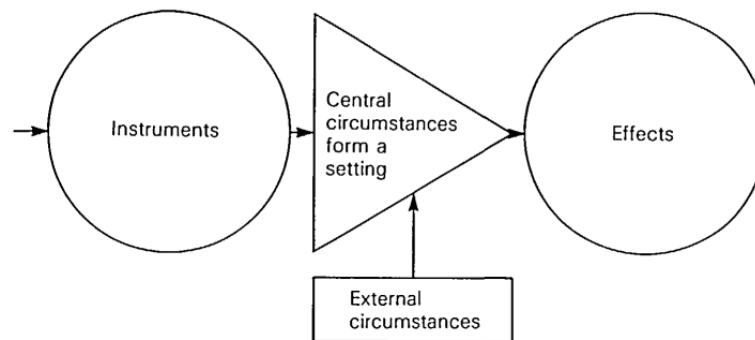 Instruments
Central
circumstances
form a
setting
Effects
External
circumstances